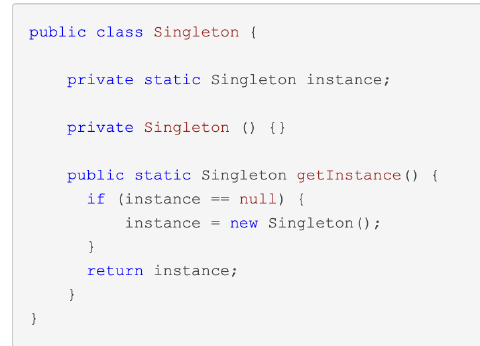 public class Singleton {
private static Singleton instance;
private Singleton () {}
public static Singleton getInstance() {
if (instance == null) {
instance = new Singleton();
}
return instance;
}
}